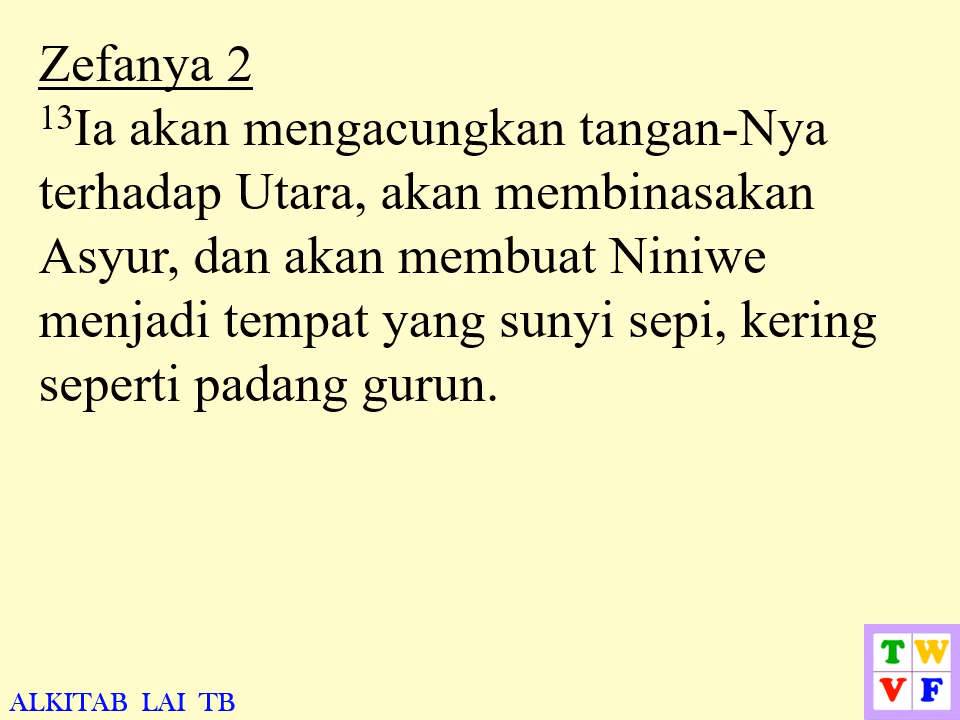 Zefanya 2
13Ia akan mengacungkan tangan-Nya
terhadap Utara, akan membinasakan
Asyur, dan akan membuat Niniwe
menjadi tempat yang sunyi sepi, kering
seperti padang gurun.
T W
V F
ALKITAB LAI TB